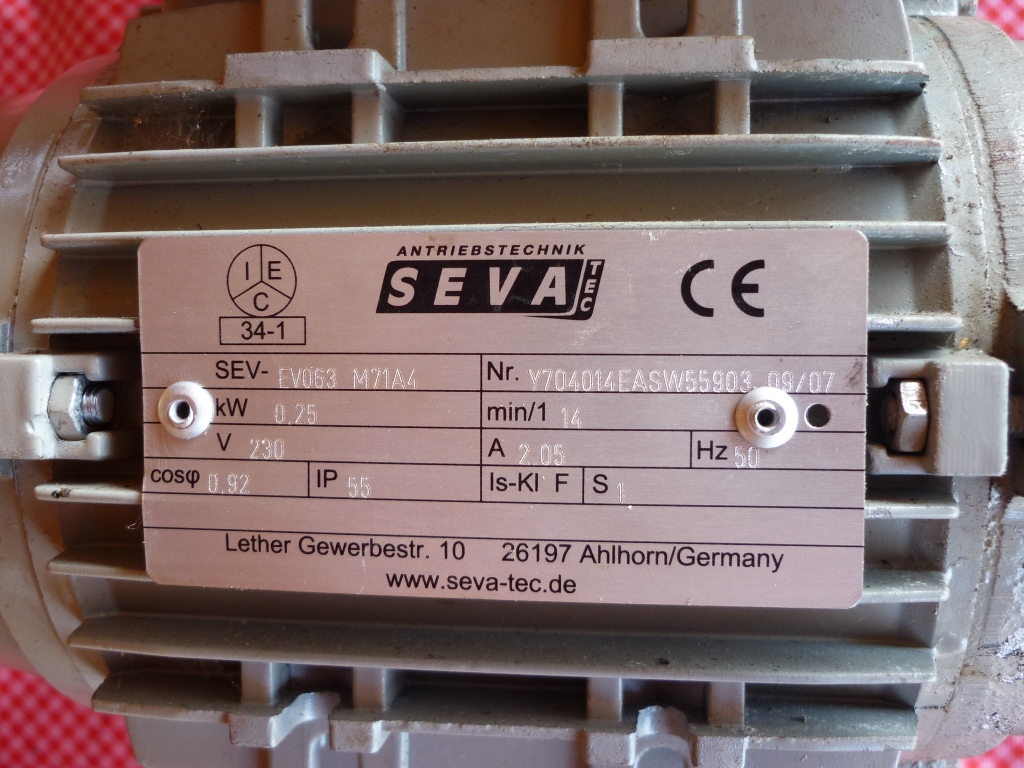 I E C
34-1
ANTRIEBSTECHNIK
SEVA TEC
CE
SEV- EV063 M71A4 Nr. Y704014EASW55903 09/07
kW 0.25 min/1 14
V 230 A 2.05 Hz 50
cosφ 0.92 IP 55 Is-Kl F S 1
Lether Gewerbestr. 10 26197 Ahlhorn/Germany
www.seva-tec.de